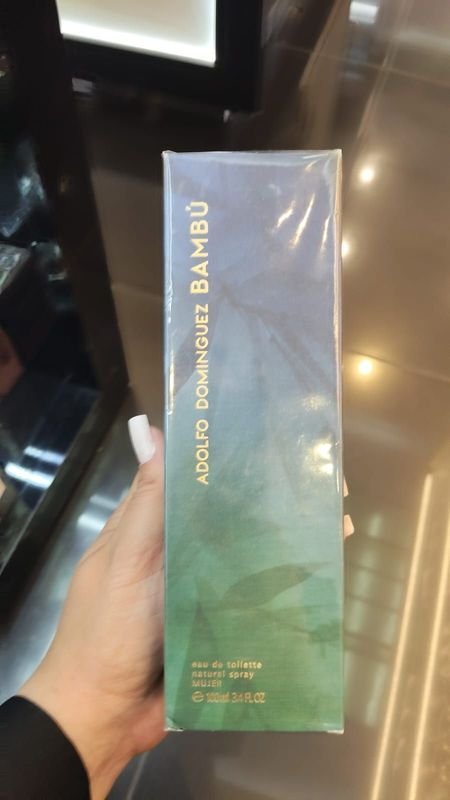 ADOLFO DOMINGUEZ BAMBÚ
eau de toilette
natural spray
MUJER
℮ 100ml 3.4 FL.OZ